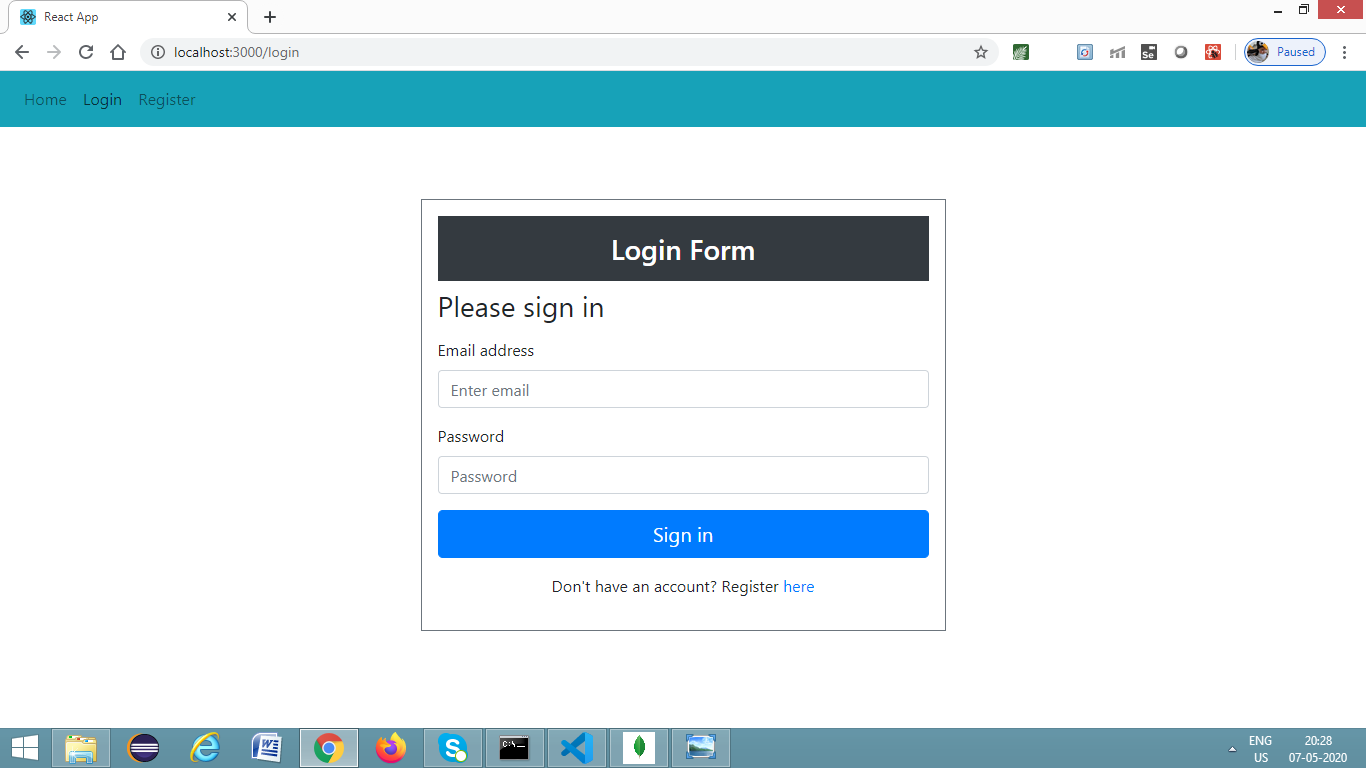 React App
localhost:3000/login
Paused
Home Login Register
Login Form
Please sign in
Email address
Enter email
Password
Password
Sign in
Don't have an account? Register here
ENG 20:28
US 07-05-2020